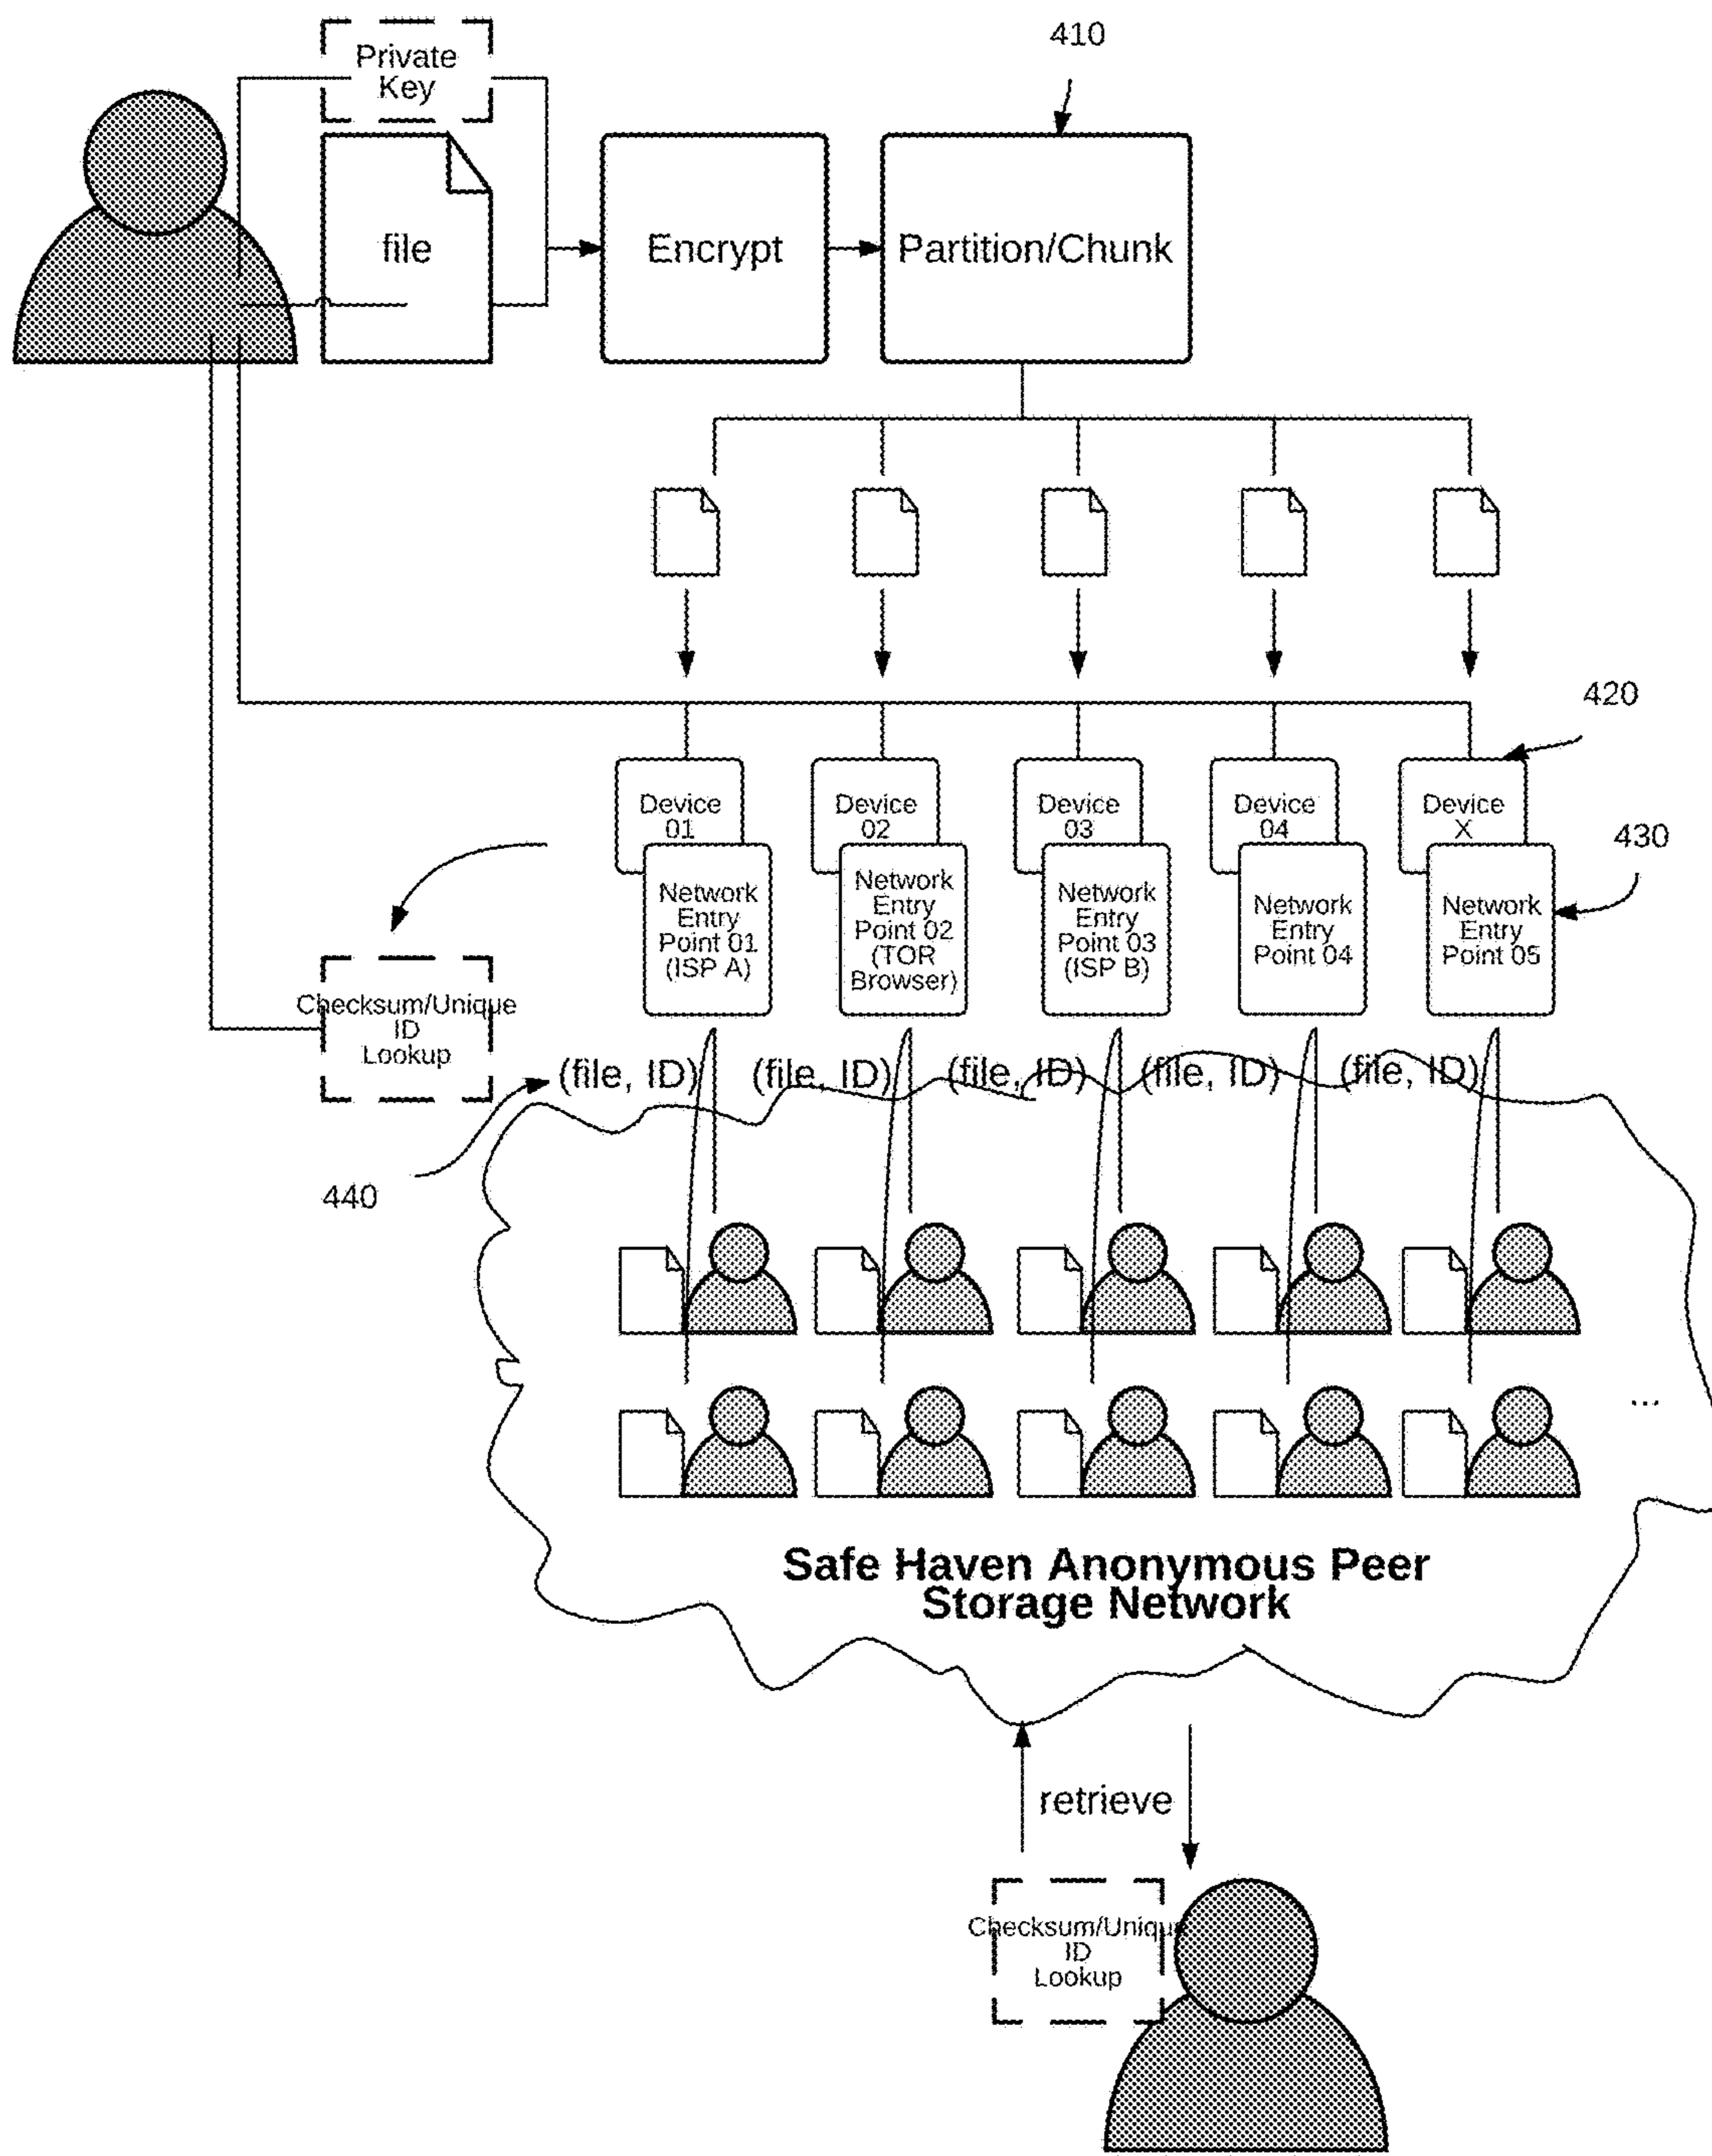 Private
Key
410
file
Encrypt
Partition/Chunk
420
Device
01
Device
02
Device
03
Device
04
Device
X
430
Network
Entry
Point 01
(ISP A)
Network
Entry
Point 02
(TOR
Browser)
Network
Entry
Point 03
(ISP B)
Network
Entry
Point 04
Network
Entry
Point 05
Checksum/Unique
ID
Lookup
(file, ID)
(file, ID)
(file, ID)
(file, ID)
(file, ID)
440
...
Safe Haven Anonymous Peer
Storage Network
retrieve
Checksum/Unique
ID
Lookup